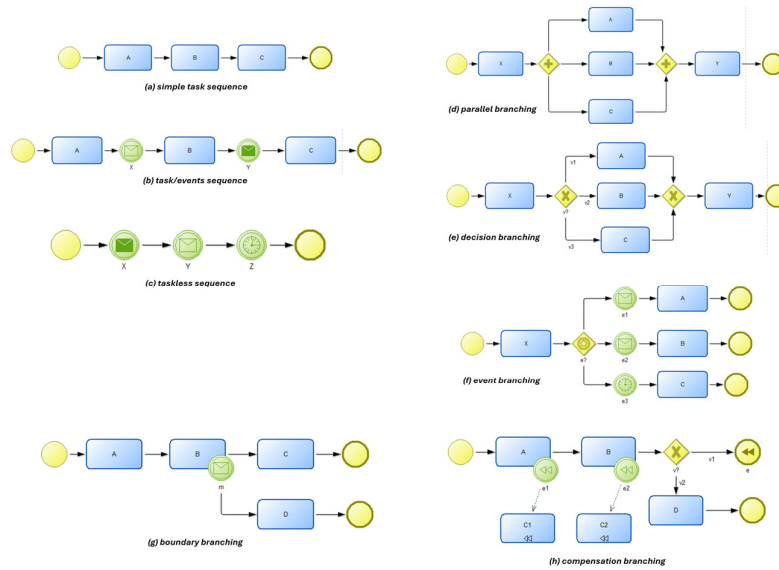 A
B
C
(a) simple task sequence
A
X
B
Y
C
(b) task/events sequence
X
Y
Z
(c) taskless sequence
X
A
B
C
Y
(d) parallel branching
X
v?
v1
v2
v3
A
B
C
Y
(e) decision branching
X
e?
e1
e2
e3
A
B
C
(f) event branching
A
B
m
C
D
(g) boundary branching
A
e1
B
e2
v?
v1
v2
e
D
C1
C2
(h) compensation branching